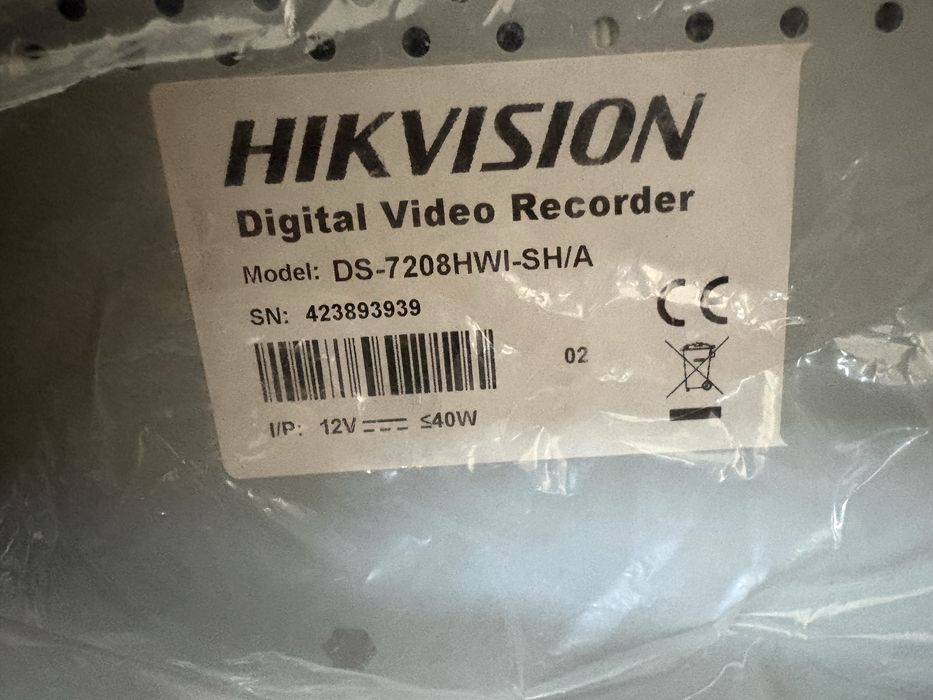 HIKVISION
Digital Video Recorder
Model: DS-7208HWI-SH/A
SN: 423893939
02
I/P: 12V ⎓ ≤40W
CE